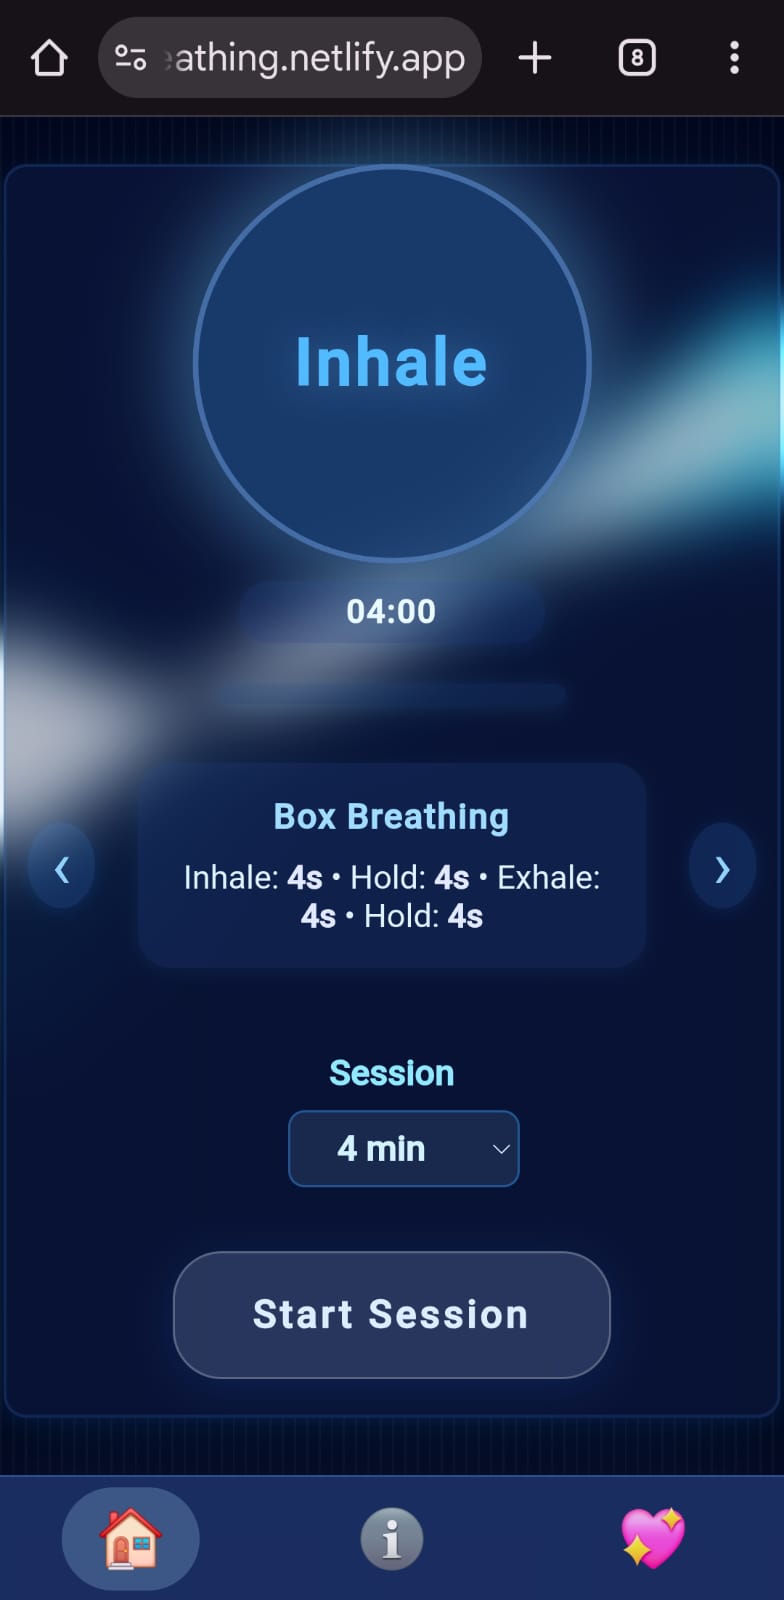 athing.netlify.app
8
Inhale
04:00
Box Breathing
Inhale: 4s • Hold: 4s • Exhale:
4s • Hold: 4s
Session
4 min
Start Session